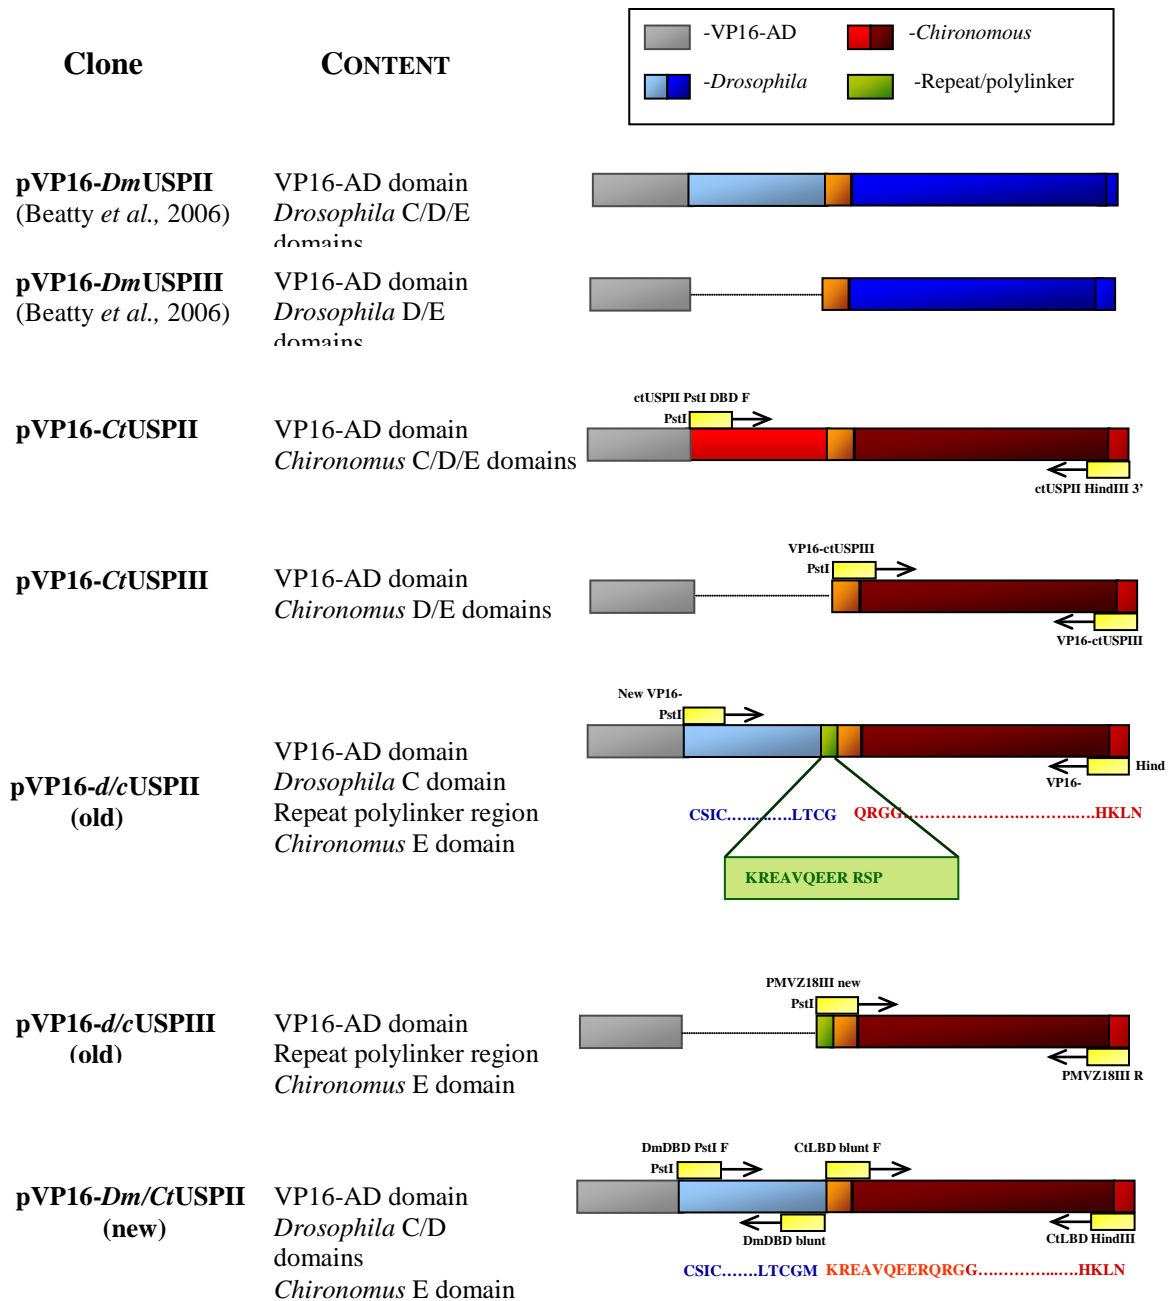 Clone
CONTENT
-VP16-AD
-Chironomous
-Drosophila
-Repeat/polylinker
pVP16-DmUSPII
(Beatty et al., 2006)
VP16-AD domain
Drosophila C/D/E
domains
pVP16-DmUSPIII
(Beatty et al., 2006)
VP16-AD domain
Drosophila D/E
domains
pVP16-CtUSPII
VP16-AD domain
Chironomus C/D/E domains
ctUSPII PstI DBD F
PstI
ctUSPII HindIII 3’
pVP16-CtUSPIII
VP16-AD domain
Chironomus D/E domains
VP16-ctUSPIII
PstI
VP16-ctUSPIII
pVP16-d/cUSPII
(old)
VP16-AD domain
Drosophila C domain
Repeat polylinker region
Chironomus E domain
New VP16-
PstI
Hind
VP16-
CSIC…...…...LTCG QRGG…………………..………...….HKLN
KREAVQEER RSP
pVP16-d/cUSPIII
(old)
VP16-AD domain
Repeat polylinker region
Chironomus E domain
PMVZ18III new
PstI
PMVZ18III R
pVP16-Dm/CtUSPII
(new)
VP16-AD domain
Drosophila C/D
domains
Chironomus E domain
DmDBD PstI F
CtLBD blunt F
PstI
DmDBD blunt
CtLBD HindIII
CSIC…….LTCGM KREAVQEERQRGG…………...….HKLN